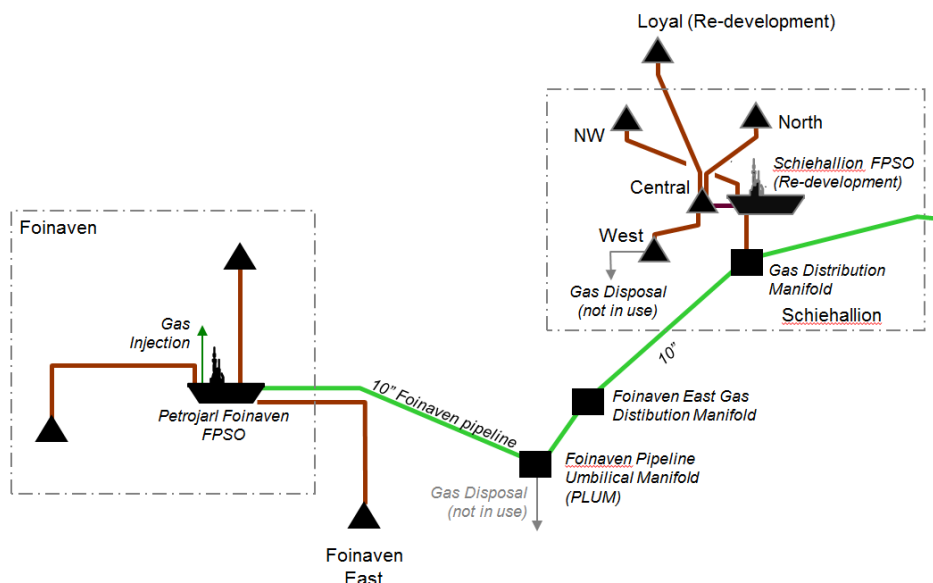 Loyal (Re-development)
NW
North
Schiehallion FPSO
(Re-development)
Central
West
Gas Disposal
(not in use)
Gas Distribution
Manifold
Schiehallion
Foinaven
Gas
Injection
Petrojarl Foinaven
FPSO
10" Foinaven pipeline
10"
Foinaven East Gas
Distibution Manifold
Foinaven Pipeline
Umbilical Manifold
(PLUM)
Gas Disposal
(not in use)
Foinaven
East